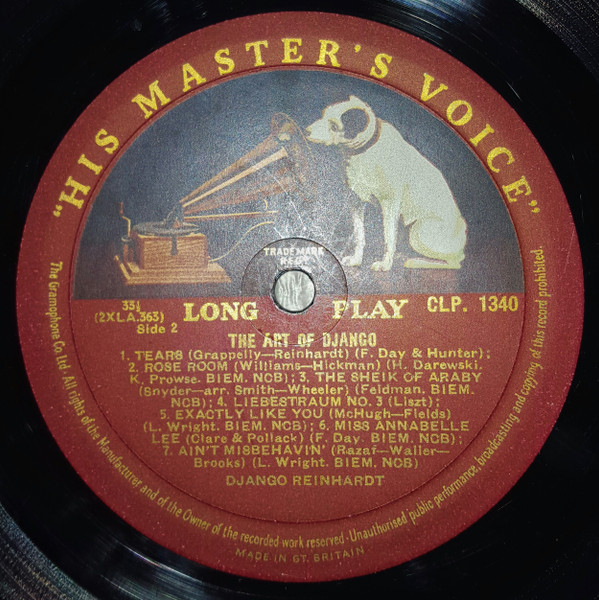 "HIS MASTER'S VOICE"
TRADEMARK
REGD.
33⅓
(2XLA.363)
Side 2
LONG PLAY
CLP. 1340
THE ART OF DJANGO
1. TEARS (Grappelly—Reinhardt) (F. Day & Hunter);
2. ROSE ROOM (Williams—Hickman) (H. Darewski.
K. Prowse. BIEM. NCB); 3. THE SHEIK OF ARABY
(Snyder—arr. Smith—Wheeler) (Feldman. BIEM.
NCB); 4. LIEBESTRAUM NO. 3 (Liszt);
5. EXACTLY LIKE YOU (McHugh—Fields)
(L. Wright. BIEM. NCB); 6. MISS ANNABELLE
LEE (Clare & Pollack) (F. Day. BIEM. NCB);
7. AIN'T MISBEHAVIN' (Razaf—Waller—
Brooks) (L. Wright. BIEM. NCB)
DJANGO REINHARDT
The Gramophone Co. Ltd. · All rights of the Manufacturer and of the Owner of the recorded work reserved · Unauthorised public performance, broadcasting and copying of this record prohibited.
MADE IN GT. BRITAIN